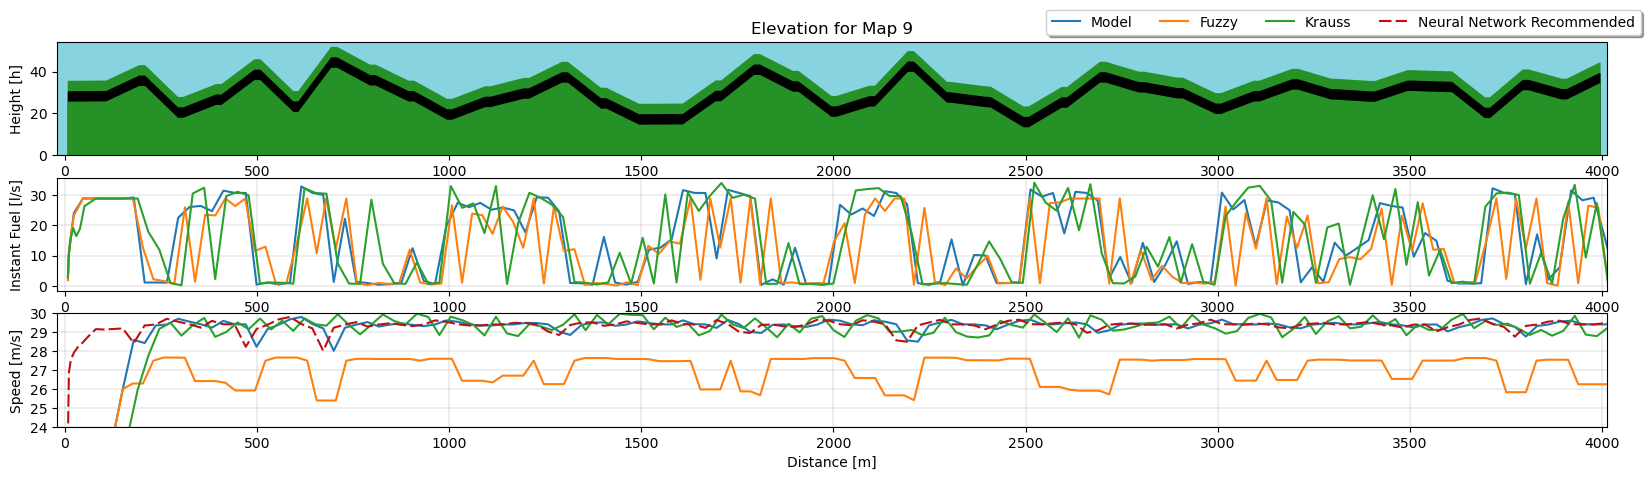 Elevation for Map 9
Model Fuzzy Krauss Neural Network Recommended
Height [h]
40
20
0
0 500 1000 1500 2000 2500 3000 3500 4000
Instant Fuel [l/s]
30
20
10
0
0 500 1000 1500 2000 2500 3000 3500 4000
Speed [m/s]
30
29
28
27
26
25
24
0 500 1000 1500 2000 2500 3000 3500 4000
Distance [m]